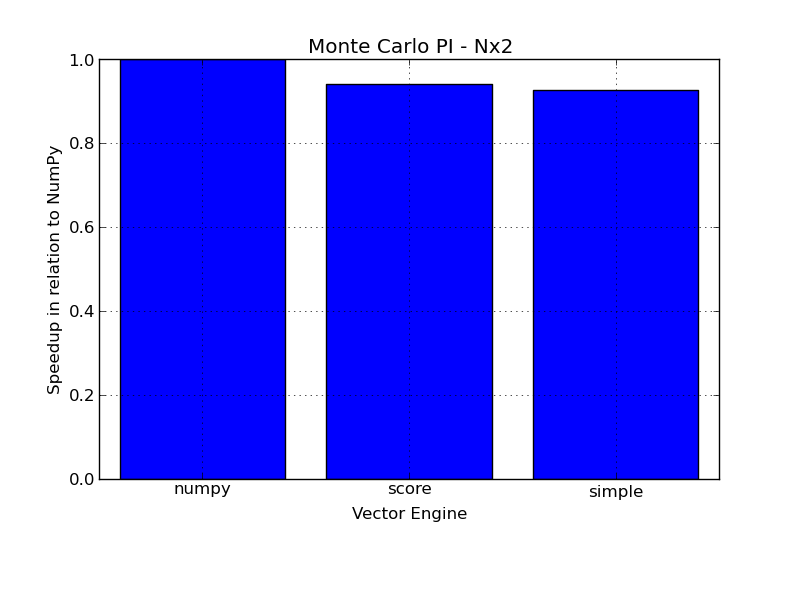 Monte Carlo PI - Nx2
Speedup in relation to NumPy
1.0
0.8
0.6
0.4
0.2
0.0
numpy score simple
Vector Engine